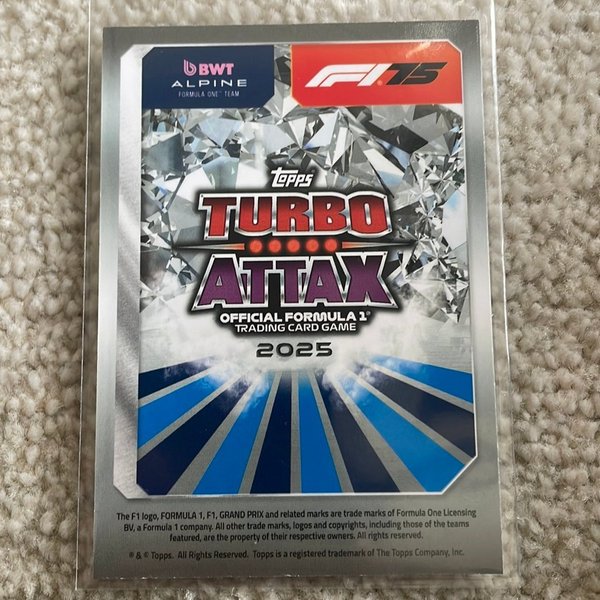 BWT
ALPINE
FORMULA ONE™ TEAM
F1 75
topps
TURBO
ATTAX
OFFICIAL FORMULA 1®
TRADING CARD GAME
2025
The F1 logo, FORMULA 1, F1, GRAND PRIX and related marks are trade marks of Formula One Licensing
BV, a Formula 1 company. All other trade marks, logos and copyrights, including those of the teams
featured, are the property of their respective owners. All rights reserved.
® & © Topps. All Rights Reserved. Topps is a registered trademark of The Topps Company, Inc.